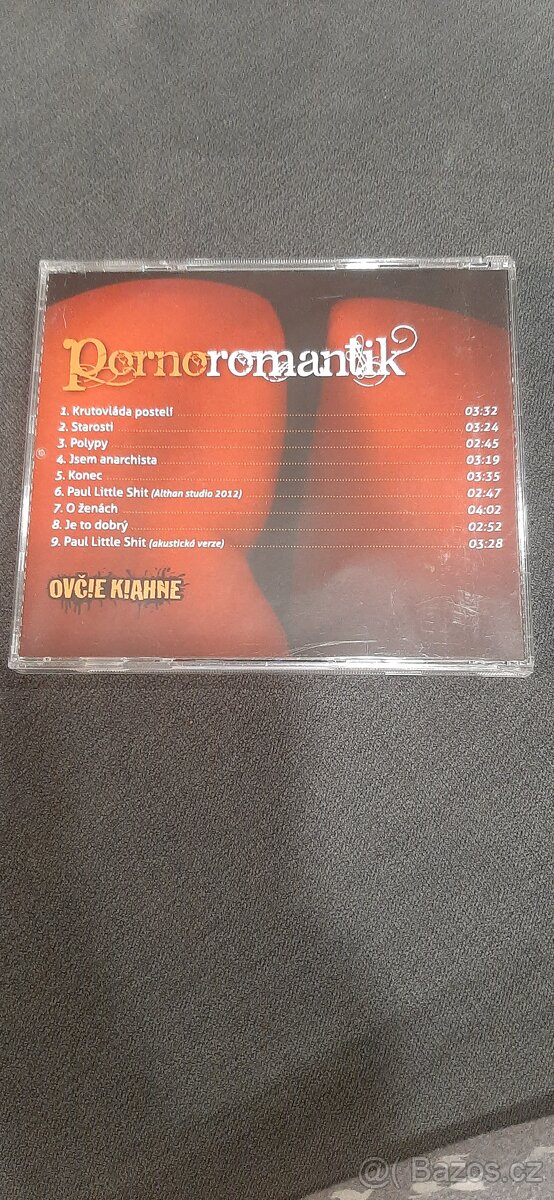 Pornoromantik
1. Krutovláda postelí 03:32
2. Starosti 03:24
3. Polypy 02:45
4. Jsem anarchista 03:19
5. Konec 03:35
6. Paul Little Shit (Althan studio 2012) 02:47
7. O ženách 04:02
8. Je to dobrý 02:52
9. Paul Little Shit (akustická verze) 03:28
OVČ!E K!AHNE
@( Bazos.cz